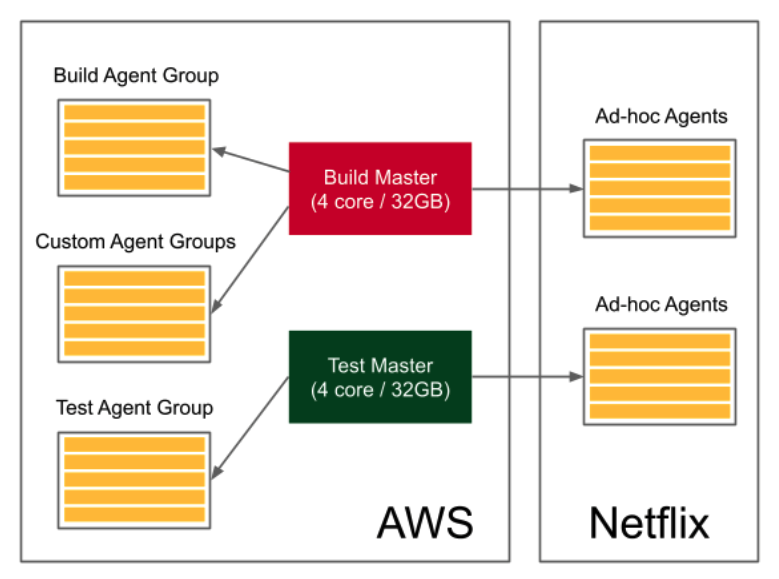 Build Agent Group
Custom Agent Groups
Test Agent Group
Build Master
(4 core / 32GB)
Test Master
(4 core / 32GB)
AWS
Ad-hoc Agents
Ad-hoc Agents
Netflix